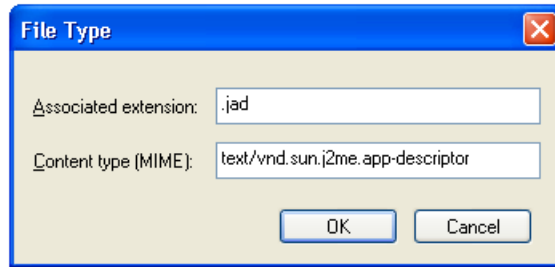 File Type
Associated extension: .jad
Content type (MIME): text/vnd.sun.j2me.app-descriptor
OK Cancel